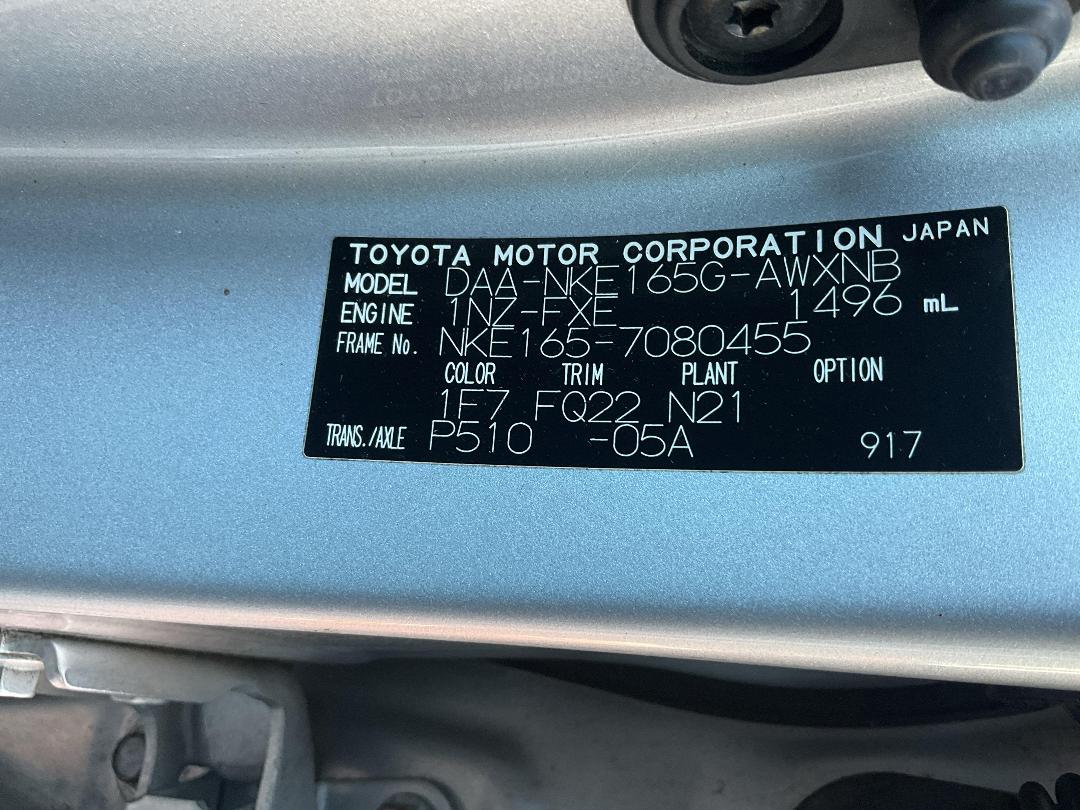 TOYOTA MOTOR CORPORATION JAPAN
MODEL DAA-NKE165G-AWXNB
ENGINE 1NZ-FXE 1496 mL
FRAME No. NKE165-7080455
COLOR TRIM PLANT OPTION
1F7 FQ22 N21
TRANS./AXLE P510 -05A 917